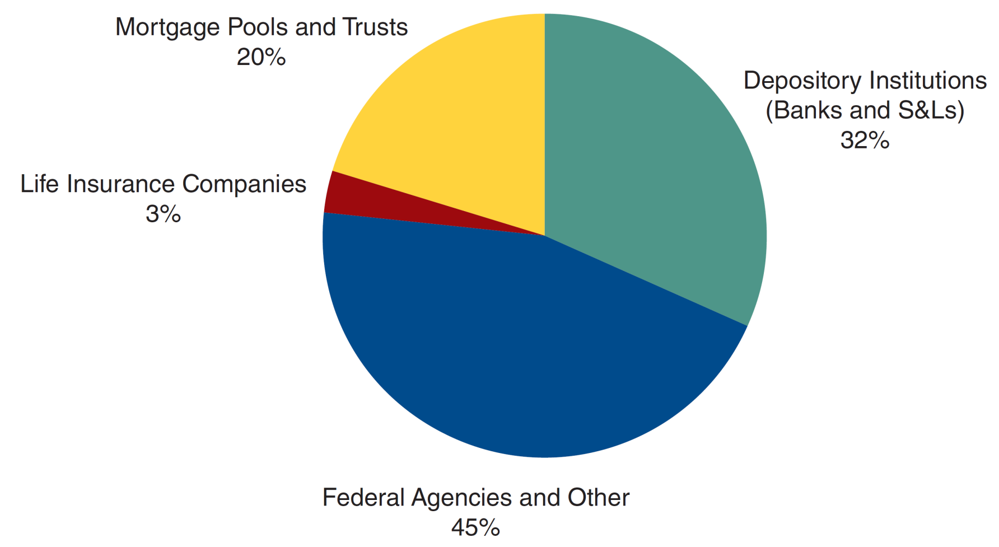 Mortgage Pools and Trusts
20%
Depository Institutions
(Banks and S&Ls)
32%
Life Insurance Companies
3%
Federal Agencies and Other
45%